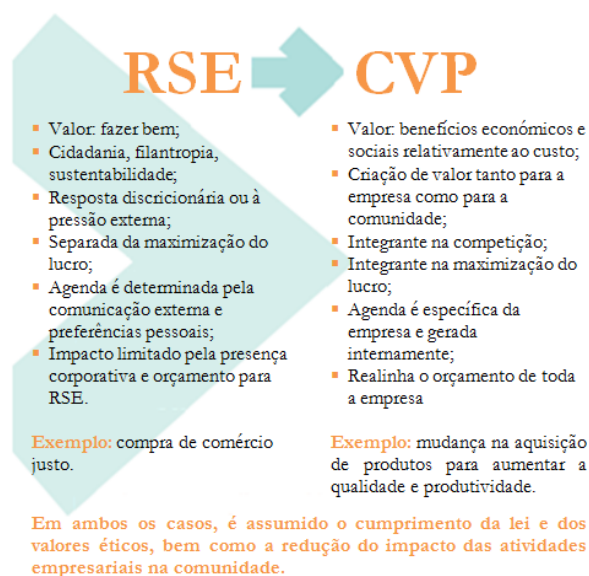 RSE CVP
▪ Valor: fazer bem;
▪ Cidadania, filantropia,
sustentabilidade;
▪ Resposta discricionária ou à
pressão externa;
▪ Separada da maximização do
lucro;
▪ Agenda é determinada pela
comunicação externa e
preferências pessoais;
▪ Impacto limitado pela presença
corporativa e orçamento para
RSE.
Exemplo: compra de comércio
justo.
▪ Valor: benefícios económicos e
sociais relativamente ao custo;
▪ Criação de valor tanto para a
empresa como para a
comunidade;
▪ Integrante na competição;
▪ Integrante na maximização do
lucro;
▪ Agenda é específica da
empresa e gerada
internamente;
▪ Realinha o orçamento de toda
a empresa
Exemplo: mudança na aquisição
de produtos para aumentar a
qualidade e produtividade.
Em ambos os casos, é assumido o cumprimento da lei e dos
valores éticos, bem como a redução do impacto das atividades
empresariais na comunidade.